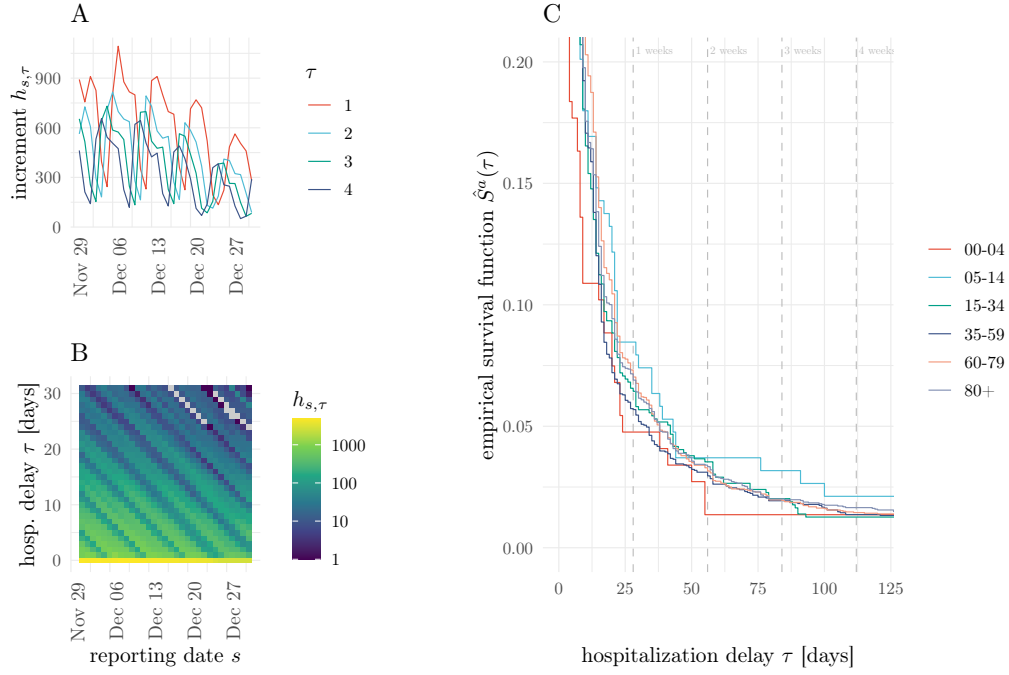 A
increment h_{s,τ}
900
600
300
0
Nov 29
Dec 06
Dec 13
Dec 20
Dec 27
τ
1
2
3
4
B
hosp. delay τ [days]
30
20
10
0
Nov 29
Dec 06
Dec 13
Dec 20
Dec 27
reporting date s
h_{s,τ}
1000
100
10
1
C
empirical survival function Ŝ^a(τ)
0.20
0.15
0.10
0.05
0.00
1 weeks
2 weeks
3 weeks
4 weeks
0
25
50
75
100
125
hospitalization delay τ [days]
00-04
05-14
15-34
35-59
60-79
80+